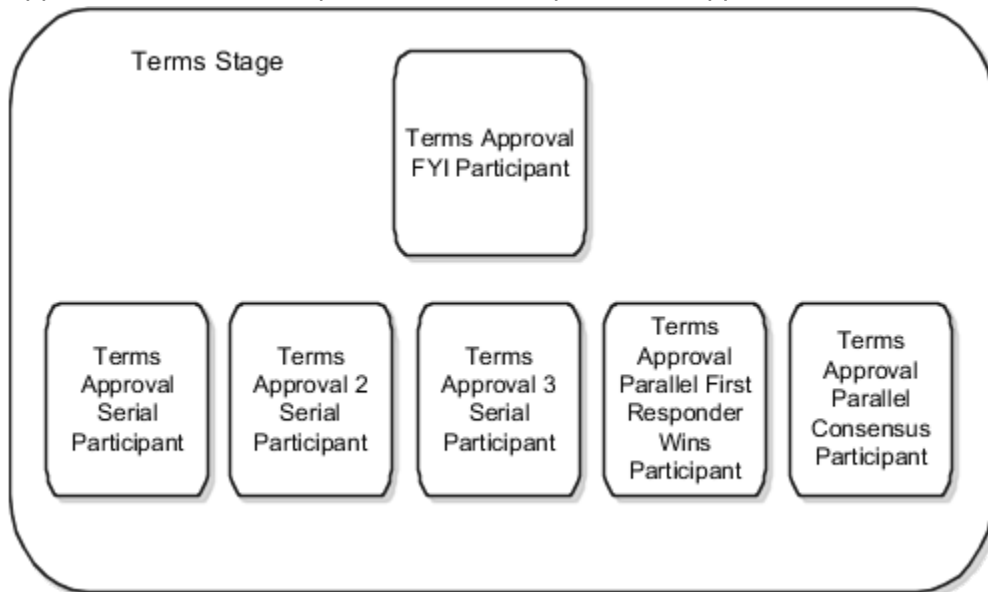 Terms Stage
Terms Approval
FYI Participant
Terms
Approval
Serial
Participant
Terms
Approval 2
Serial
Participant
Terms
Approval 3
Serial
Participant
Terms
Approval
Parallel First
Responder
Wins
Participant
Terms
Approval
Parallel
Consensus
Participant